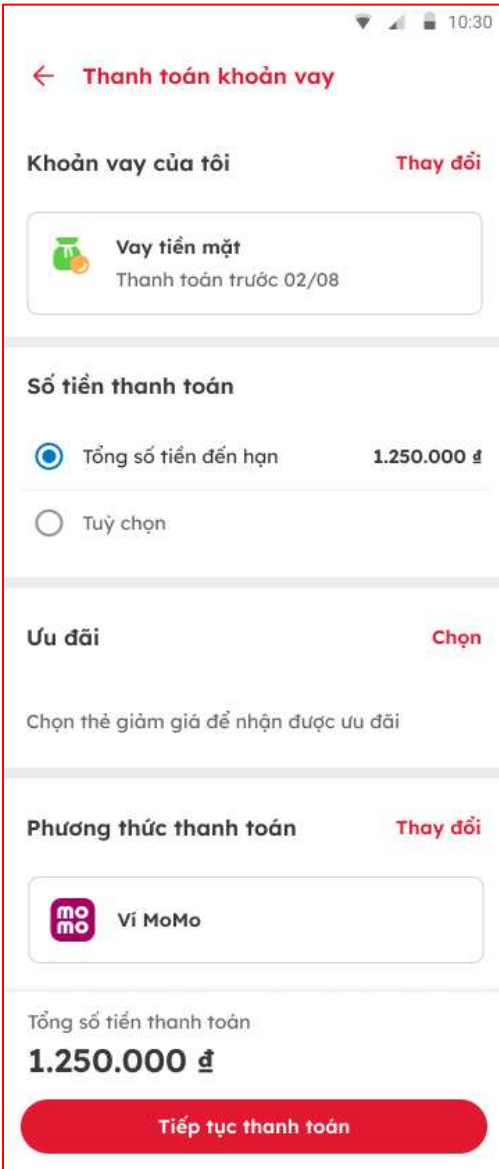 10:30
Thanh toán khoản vay
Khoản vay của tôi Thay đổi
Vay tiền mặt
Thanh toán trước 02/08
Số tiền thanh toán
Tổng số tiền đến hạn 1.250.000 ₫
Tuỳ chọn
Ưu đãi Chọn
Chọn thẻ giảm giá để nhận được ưu đãi
Phương thức thanh toán Thay đổi
mo
mo
Ví MoMo
Tổng số tiền thanh toán
1.250.000 ₫
Tiếp tục thanh toán